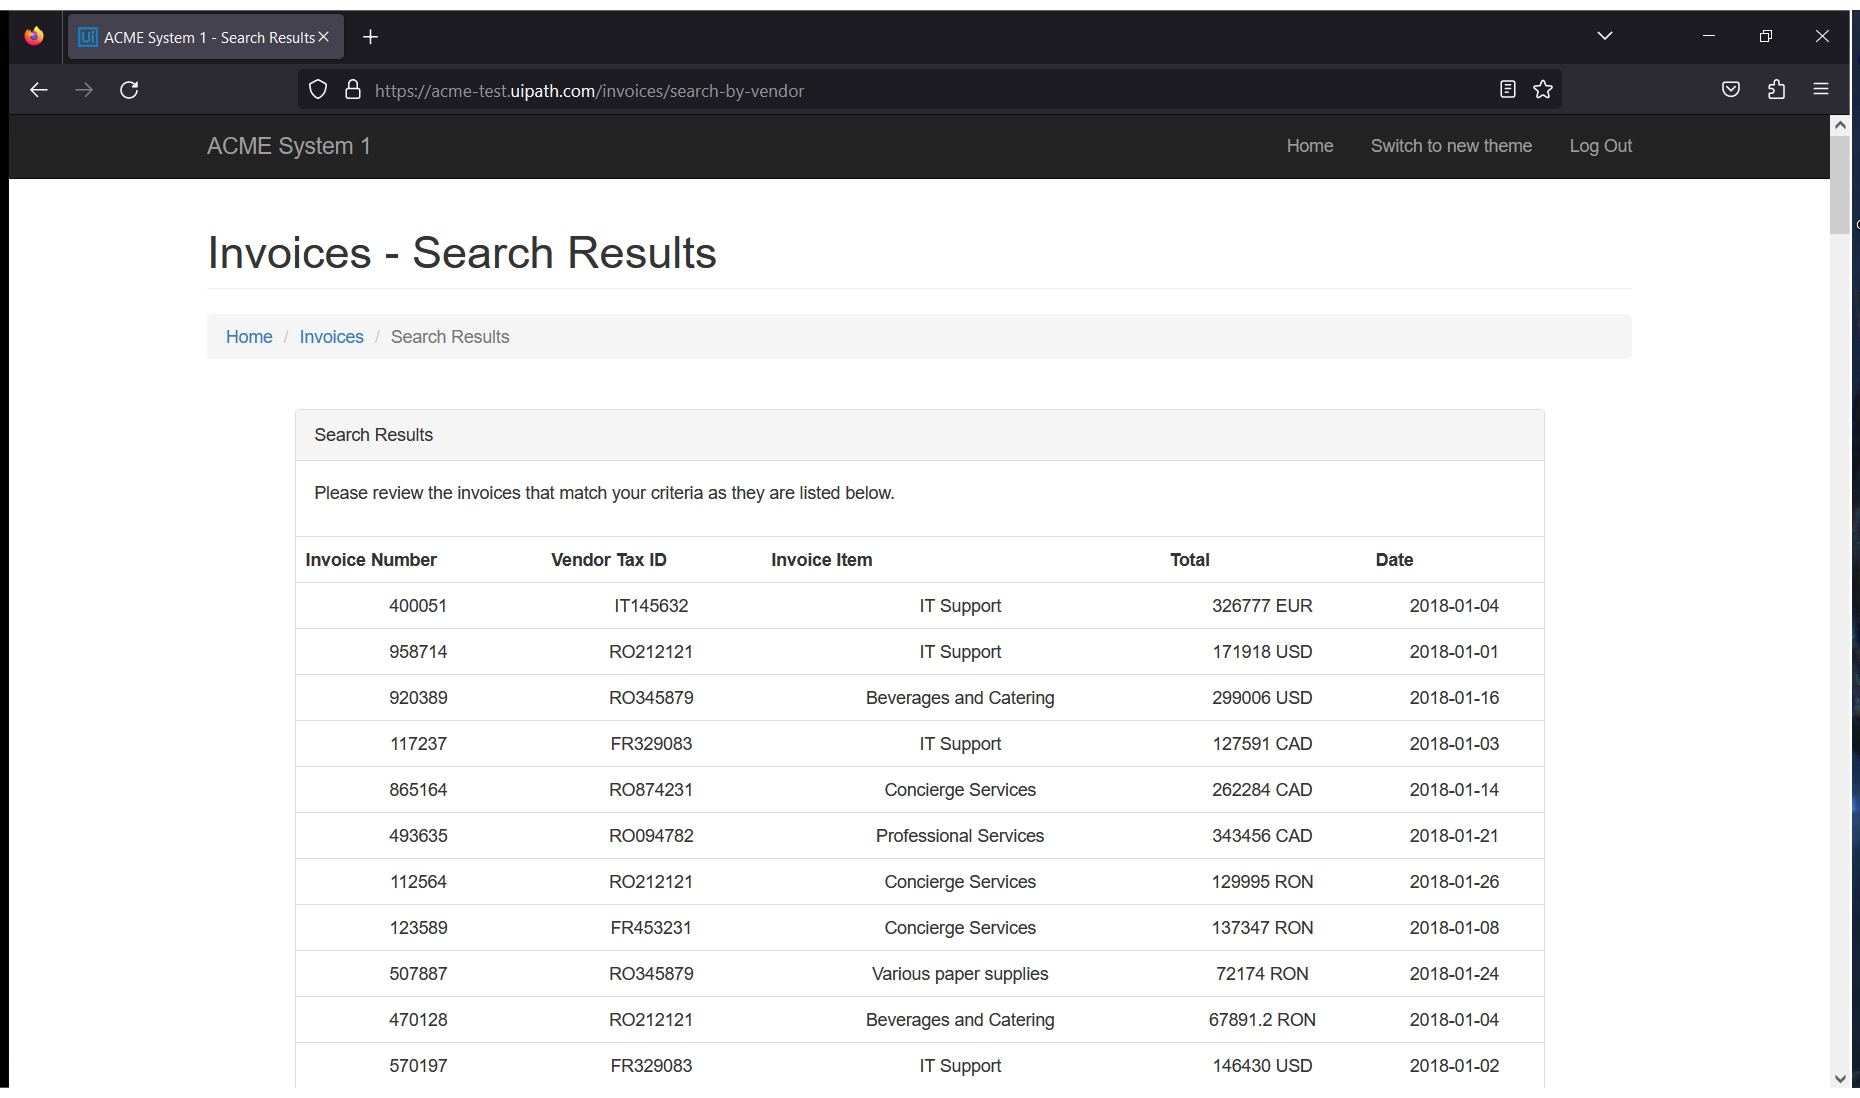 ACME System 1 - Search Results
https://acme-test.uipath.com/invoices/search-by-vendor
ACME System 1 Home Switch to new theme Log Out
Invoices - Search Results
Home / Invoices / Search Results
Search Results
Please review the invoices that match your criteria as they are listed below.
Invoice Number Vendor Tax ID Invoice Item Total Date
400051 IT145632 IT Support 326777 EUR 2018-01-04
958714 RO212121 IT Support 171918 USD 2018-01-01
920389 RO345879 Beverages and Catering 299006 USD 2018-01-16
117237 FR329083 IT Support 127591 CAD 2018-01-03
865164 RO874231 Concierge Services 262284 CAD 2018-01-14
493635 RO094782 Professional Services 343456 CAD 2018-01-21
112564 RO212121 Concierge Services 129995 RON 2018-01-26
123589 FR453231 Concierge Services 137347 RON 2018-01-08
507887 RO345879 Various paper supplies 72174 RON 2018-01-24
470128 RO212121 Beverages and Catering 67891.2 RON 2018-01-04
570197 FR329083 IT Support 146430 USD 2018-01-02